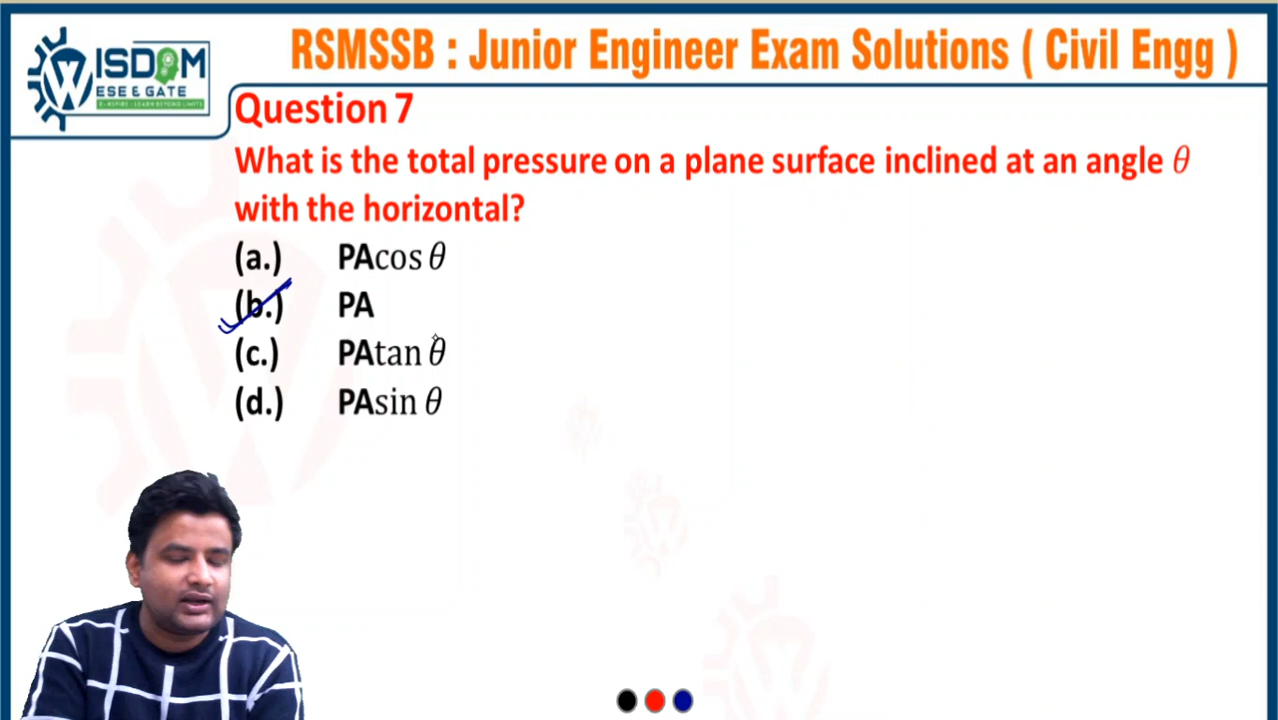 WISDOM
ESE & GATE
RSMSSB : Junior Engineer Exam Solutions ( Civil Engg )
Question 7
What is the total pressure on a plane surface inclined at an angle θ
with the horizontal?
(a.) PAcos θ
(b.) PA
(c.) PAtan θ
(d.) PAsin θ